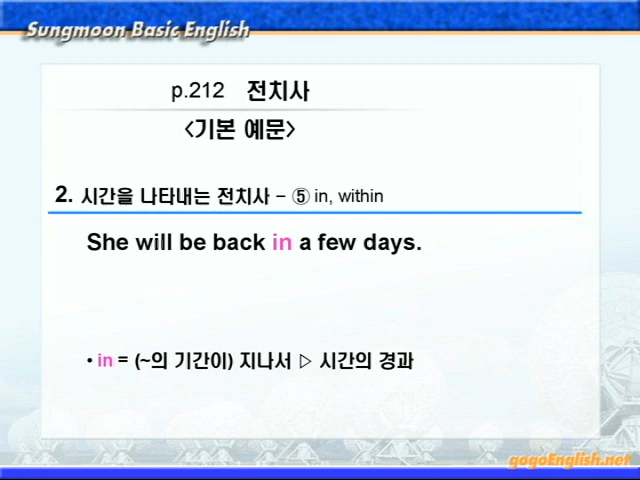 Sungmoon Basic English
p.212 전치사
<기본 예문>
2. 시간을 나타내는 전치사 - ⑤ in, within
She will be back in a few days.
• in = (~의 기간이) 지나서 ▷ 시간의 경과
gogoEnglish.net